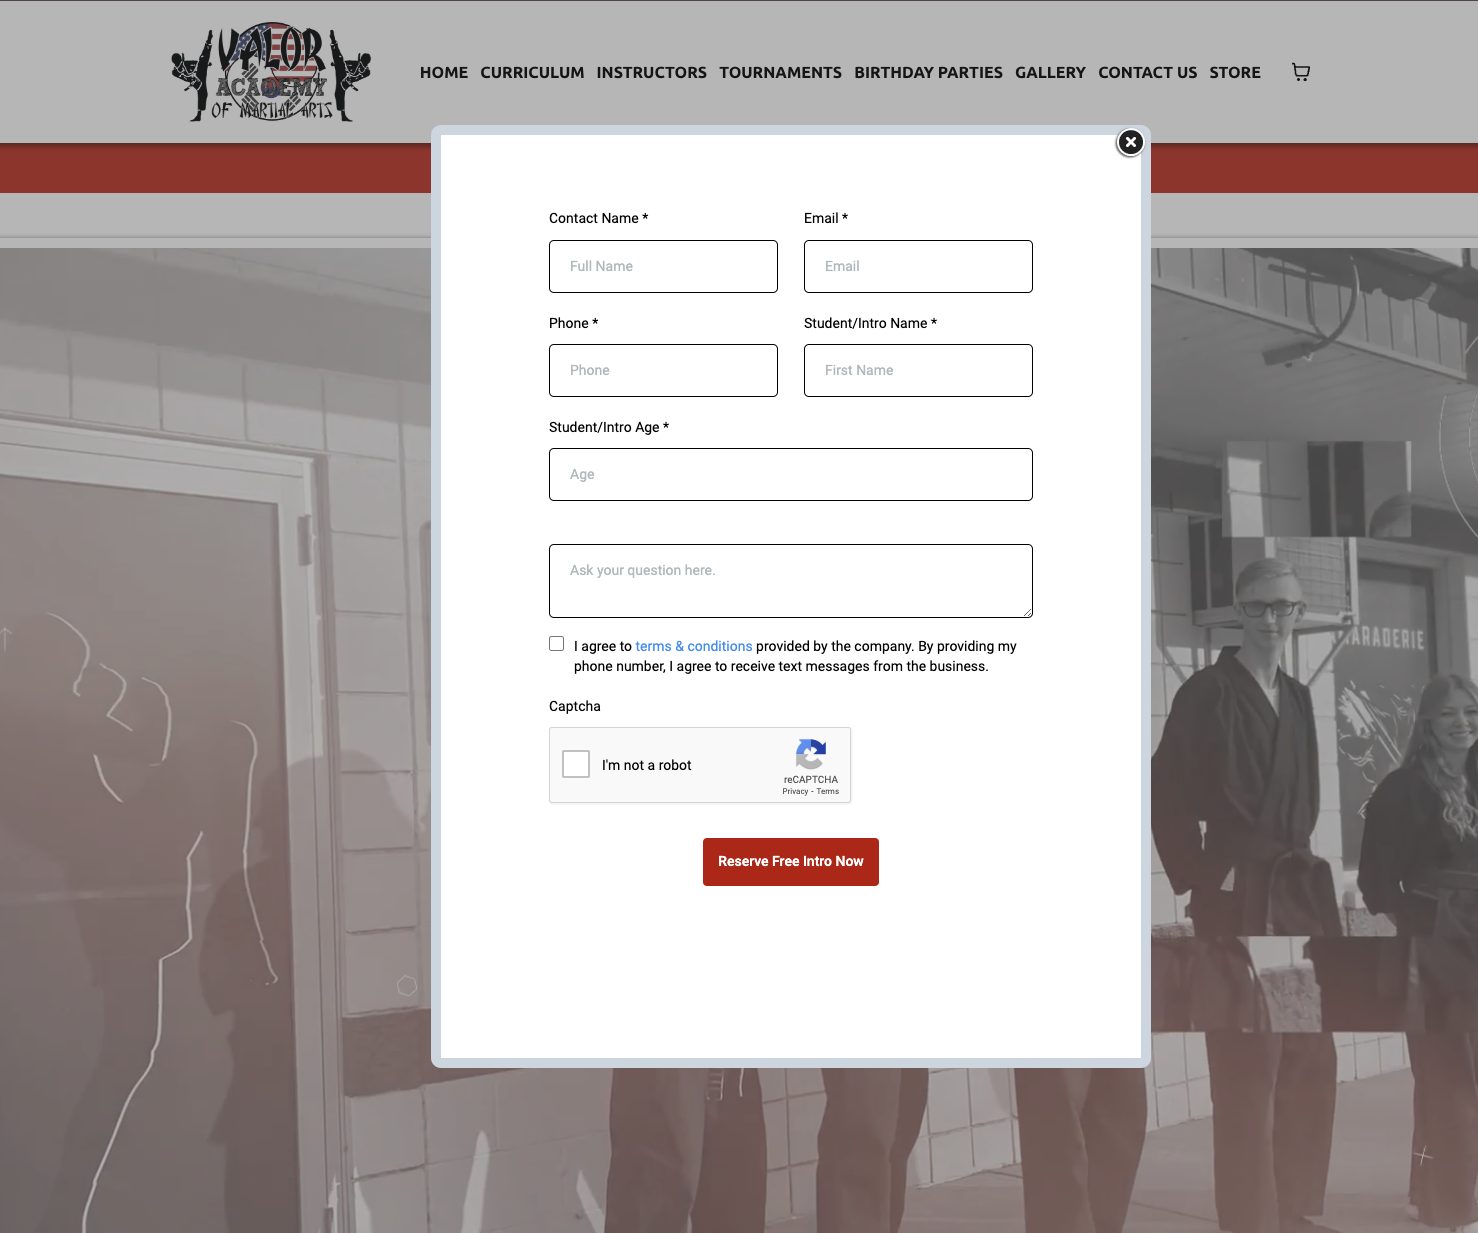 VALOR
ACADEMY
OF MARTIAL ARTS
HOME CURRICULUM INSTRUCTORS TOURNAMENTS BIRTHDAY PARTIES GALLERY CONTACT US STORE
Contact Name * Email *
Full Name Email
Phone * Student/Intro Name *
Phone First Name
Student/Intro Age *
Age
Ask your question here.
I agree to terms & conditions provided by the company. By providing my
phone number, I agree to receive text messages from the business.
ARADERIE
Captcha
I'm not a robot
reCAPTCHA
Privacy - Terms
Reserve Free Intro Now